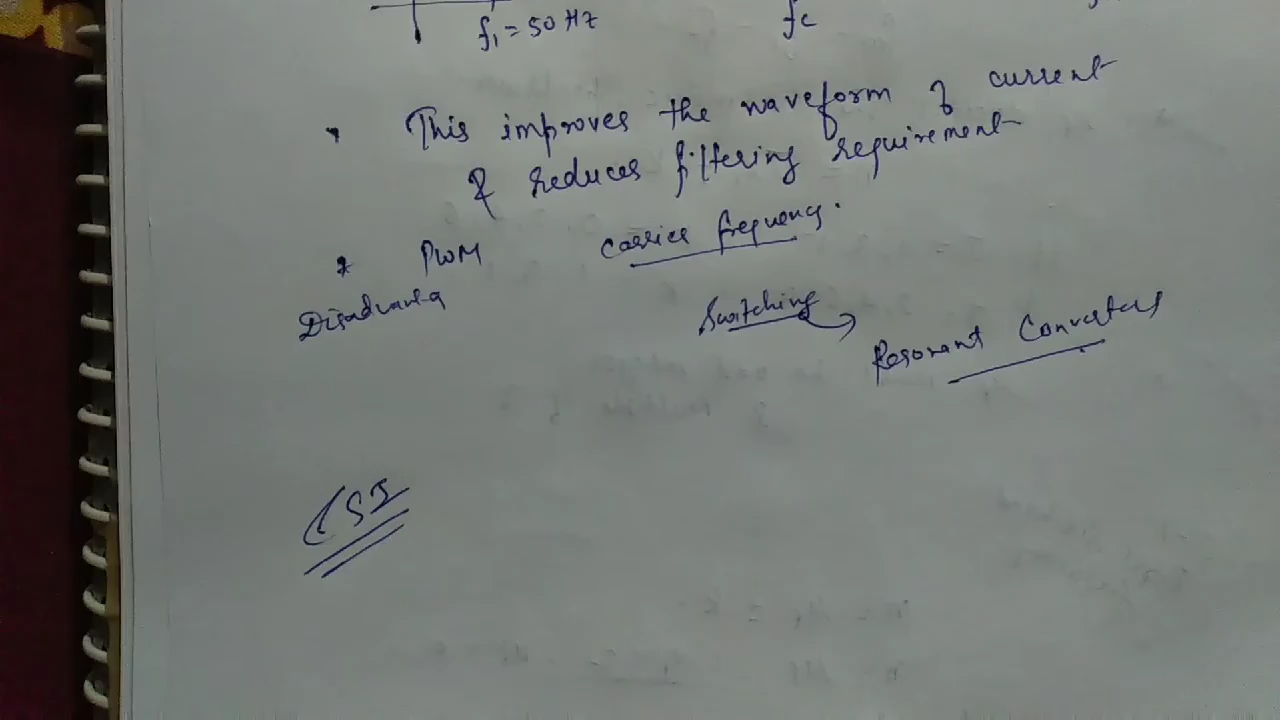 f₁ = 50 Hz fc
This improves the waveform of current
& reduces filtering requirement
* PWM carrier frequency.
Disadvanta Switching
Resonant Converters
CSI